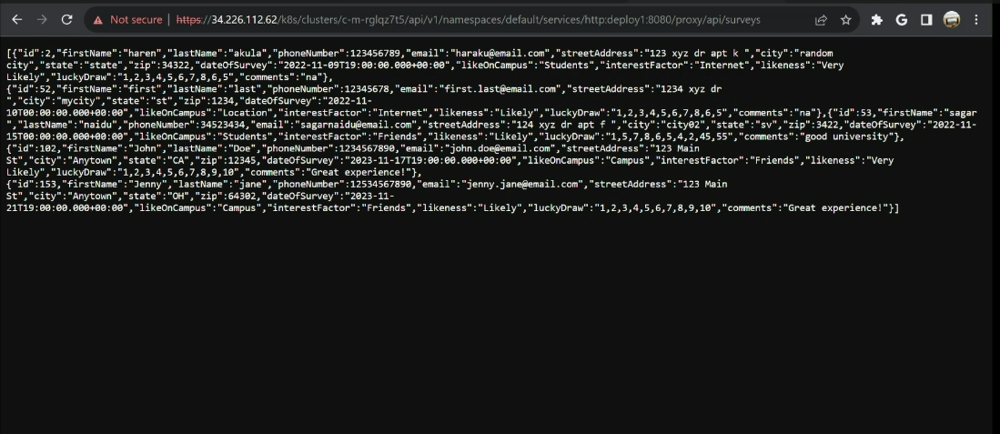 Not secure | https://34.226.112.62/k8s/clusters/c-m-rglqz7t5/api/v1/namespaces/default/services/http:deploy1:8080/proxy/api/surveys
[{"id":2,"firstName":"haren","lastName":"akula","phoneNumber":123456789,"email":"haraku@email.com","streetAddress":"123 xyz dr apt k ","city":"random
city","state":"state","zip":34322,"dateOfSurvey":"2022-11-09T19:00:00.000+00:00","likeOnCampus":"Students","interestFactor":"Internet","likeness":"Very
Likely","luckyDraw":"1,2,3,4,5,6,7,8,6,5","comments":"na"},
{"id":52,"firstName":"first","lastName":"last","phoneNumber":12345678,"email":"first.last@email.com","streetAddress":"1234 xyz dr
","city":"mycity","state":"st","zip":1234,"dateOfSurvey":"2022-11-
10T00:00:00.000+00:00","likeOnCampus":"Location","interestFactor":"Internet","likeness":"Likely","luckyDraw":"1,2,3,4,5,6,7,8,6,5","comments":"na"},{"id":53,"firstName":"sagar
","lastName":"naidu","phoneNumber":34523434,"email":"sagarnaidu@email.com","streetAddress":"124 xyz dr apt f ","city":"city02","state":"sv","zip":3422,"dateOfSurvey":"2022-11-
15T00:00:00.000+00:00","likeOnCampus":"Students","interestFactor":"Friends","likeness":"Likely","luckyDraw":"1,5,7,8,6,5,4,2,45,55","comments":"good university"},
{"id":102,"firstName":"John","lastName":"Doe","phoneNumber":1234567890,"email":"john.doe@email.com","streetAddress":"123 Main
St","city":"Anytown","state":"CA","zip":12345,"dateOfSurvey":"2023-11-17T19:00:00.000+00:00","likeOnCampus":"Campus","interestFactor":"Friends","likeness":"Very
Likely","luckyDraw":"1,2,3,4,5,6,7,8,9,10","comments":"Great experience!"},
{"id":153,"firstName":"Jenny","lastName":"jane","phoneNumber":12534567890,"email":"jenny.jane@email.com","streetAddress":"123 Main
St","city":"Anytown","state":"OH","zip":64302,"dateOfSurvey":"2023-11-
21T19:00:00.000+00:00","likeOnCampus":"Campus","interestFactor":"Friends","likeness":"Likely","luckyDraw":"1,2,3,4,5,6,7,8,9,10","comments":"Great experience!"}]